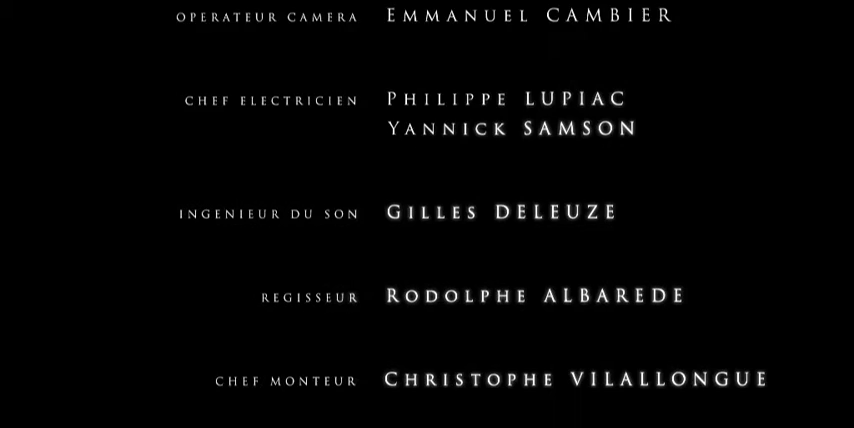 OPERATEUR CAMERA EMMANUEL CAMBIER
CHEF ELECTRICIEN PHILIPPE LUPIAC
YANNICK SAMSON
INGENIEUR DU SON GILLES DELEUZE
REGISSEUR RODOLPHE ALBAREDE
CHEF MONTEUR CHRISTOPHE VILALLONGUE